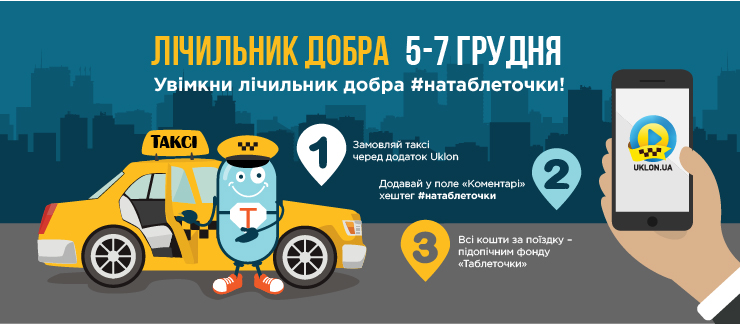 ЛІЧИЛЬНИК ДОБРА 5-7 ГРУДНЯ
Увімкни лічильник добра #натаблеточки!
ТАКСІ
Т
1
Замовляй таксі
черед додаток Uklon
2
Додавай у поле «Коментарі»
хештег #натаблеточки
3
Всі кошти за поїздку –
підопічним фонду
«Таблеточки»
UKLON.UA